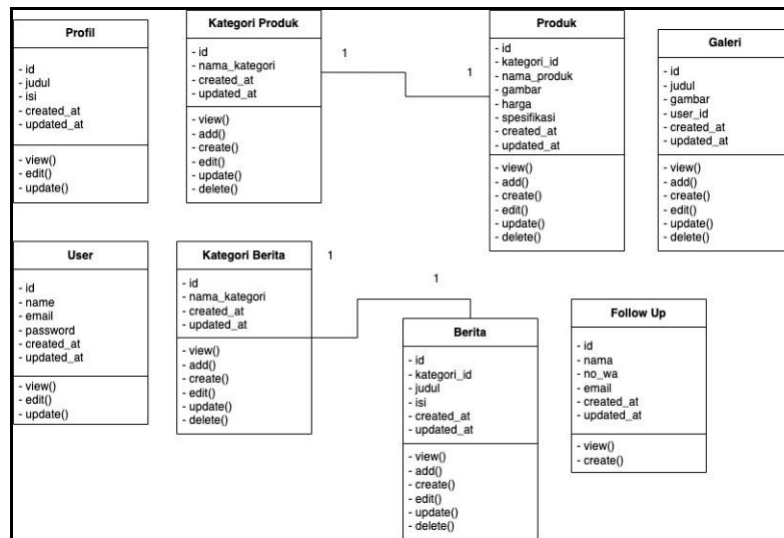 Profil
- id
- judul
- isi
- created_at
- updated_at
- view()
- edit()
- update()
Kategori Produk
- id
- nama_kategori
- created_at
- updated_at
- view()
- add()
- create()
- edit()
- update()
- delete()
1
1
Produk
- id
- kategori_id
- nama_produk
- gambar
- harga
- spesifikasi
- created_at
- updated_at
- view()
- add()
- create()
- edit()
- update()
- delete()
Galeri
- id
- judul
- gambar
- user_id
- created_at
- updated_at
- view()
- add()
- create()
- edit()
- update()
- delete()
User
- id
- name
- email
- password
- created_at
- updated_at
- view()
- edit()
- update()
Kategori Berita
- id
- nama_kategori
- created_at
- updated_at
- view()
- add()
- create()
- edit()
- update()
- delete()
1
1
Berita
- id
- kategori_id
- judul
- isi
- created_at
- updated_at
- view()
- add()
- create()
- edit()
- update()
- delete()
Follow Up
- id
- nama
- no_wa
- email
- created_at
- updated_at
- view()
- create()